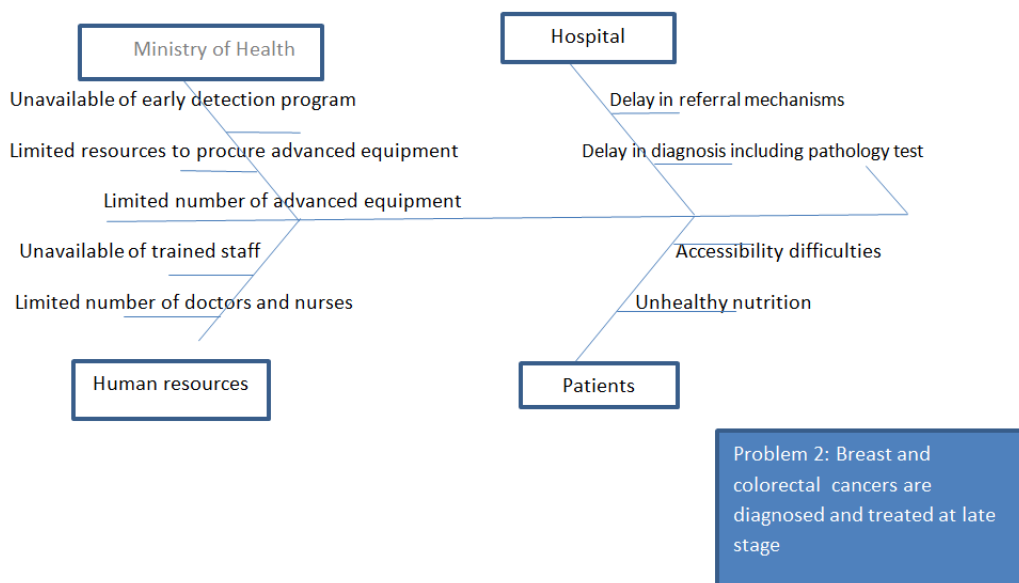 Ministry of Health
Hospital
Unavailable of early detection program
Delay in referral mechanisms
Limited resources to procure advanced equipment
Delay in diagnosis including pathology test
Limited number of advanced equipment
Unavailable of trained staff
Accessibility difficulties
Limited number of doctors and nurses
Unhealthy nutrition
Human resources
Patients
Problem 2: Breast and
colorectal cancers are
diagnosed and treated at late
stage